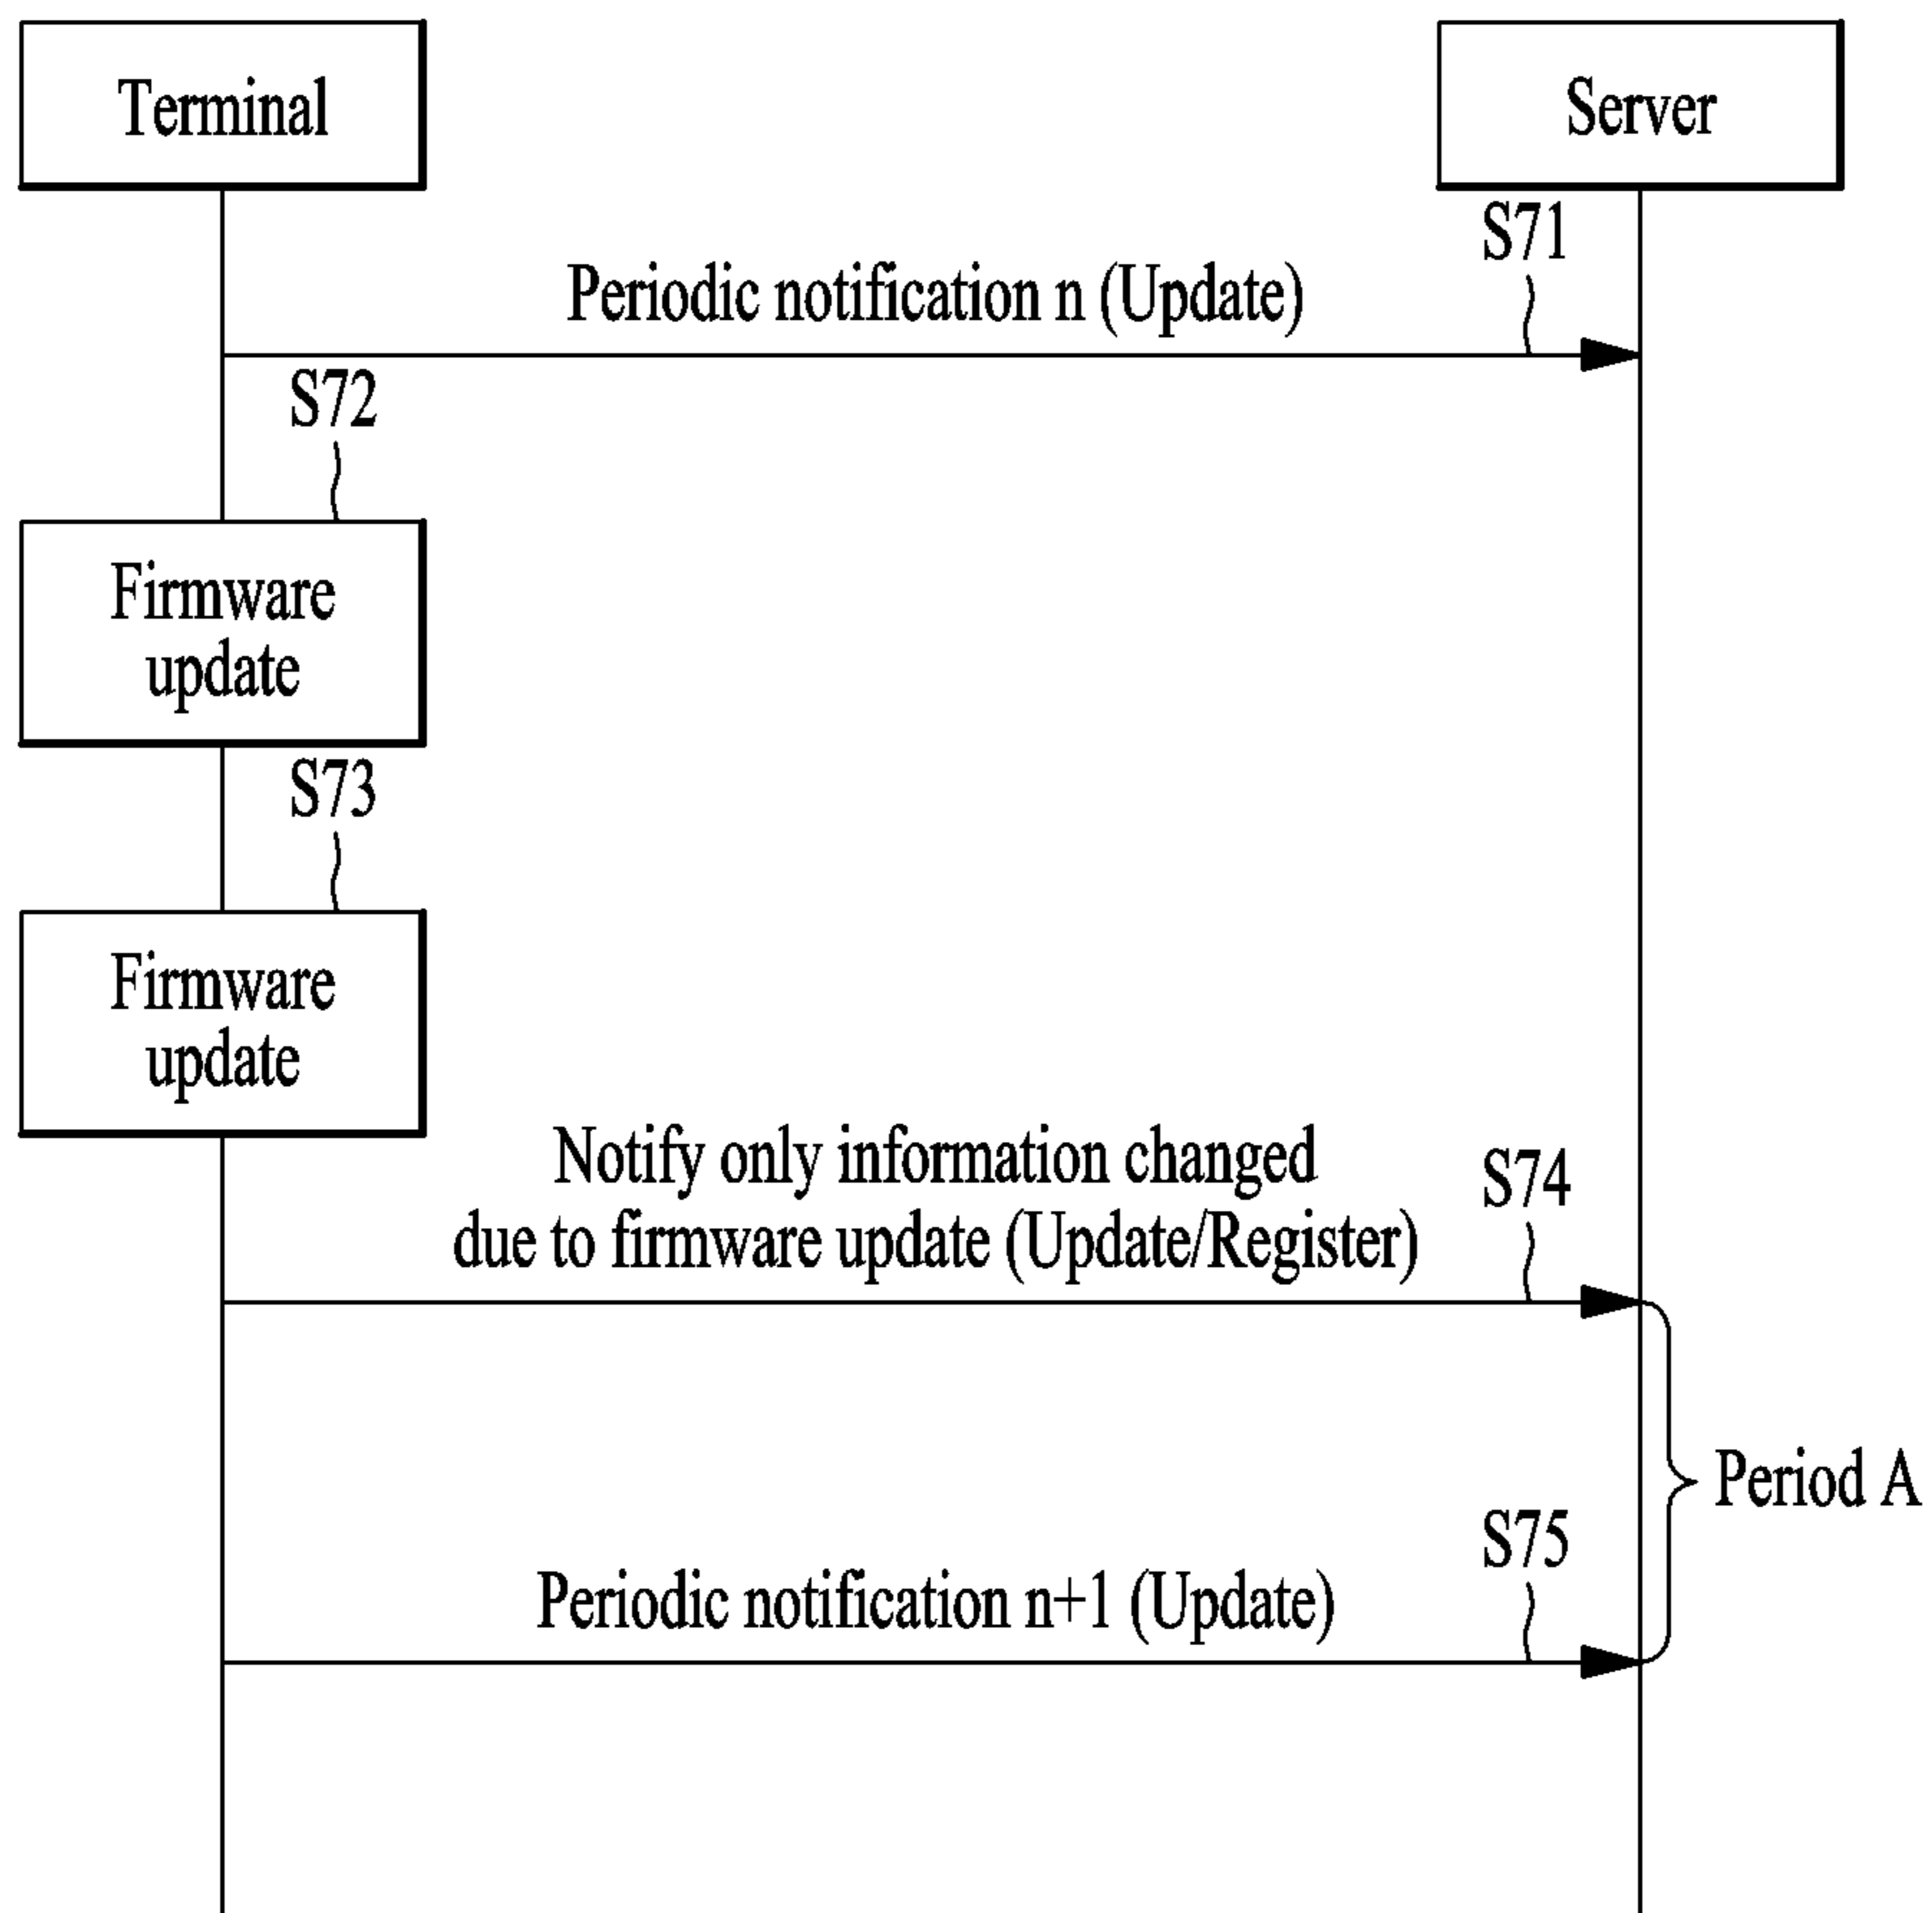 Terminal
Server
S71
Periodic notification n (Update)
S72
Firmware
update
S73
Firmware
update
Notify only information changed
due to firmware update (Update/Register)
S74
Period A
S75
Periodic notification n+1 (Update)